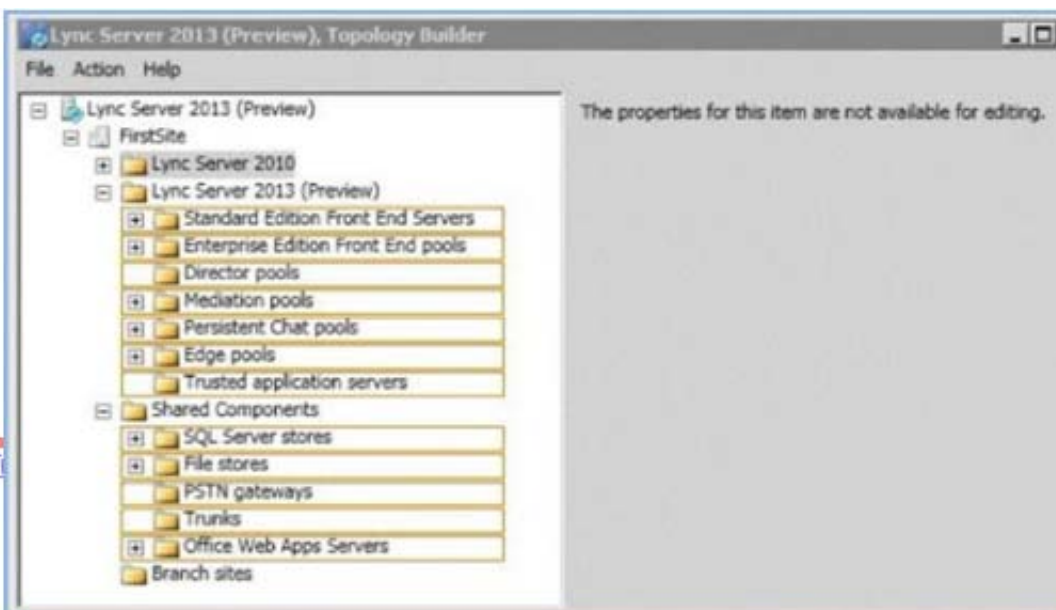 Lync Server 2013 (Preview), Topology Builder
File Action Help
Lync Server 2013 (Preview)
The properties for this item are not available for editing.
FirstSite
Lync Server 2010
Lync Server 2013 (Preview)
Standard Edition Front End Servers
Enterprise Edition Front End pools
Director pools
Mediation pools
Persistent Chat pools
Edge pools
Trusted application servers
Shared Components
SQL Server stores
File stores
PSTN gateways
Trunks
Office Web Apps Servers
Branch sites